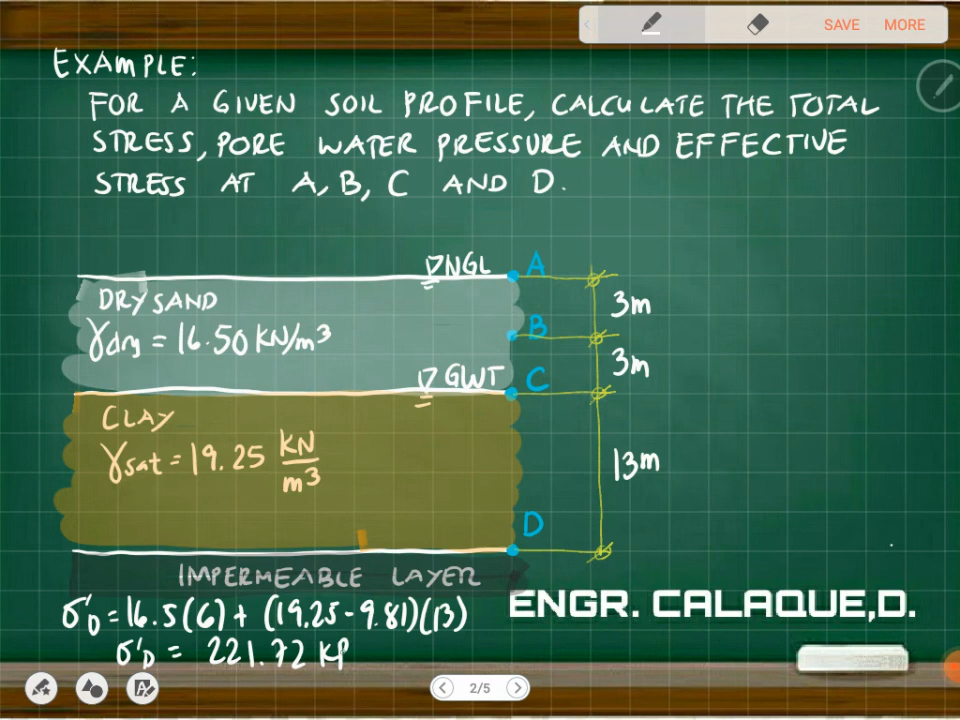 SAVE MORE
EXAMPLE:
FOR A GIVEN SOIL PROFILE, CALCULATE THE TOTAL
STRESS, PORE WATER PRESSURE AND EFFECTIVE
STRESS AT A, B, C AND D.
NGL A
DRY SAND
3m
γdry = 16.50 KN/m³
B
3m
GWT C
CLAY
γsat = 19.25 KN/m³
13m
D
IMPERMEABLE LAYER
σ'D = 16.5(6) + (19.25 - 9.81)(13)
σ'D = 221.72 KP
ENGR. CALAQUE,D.
2/5